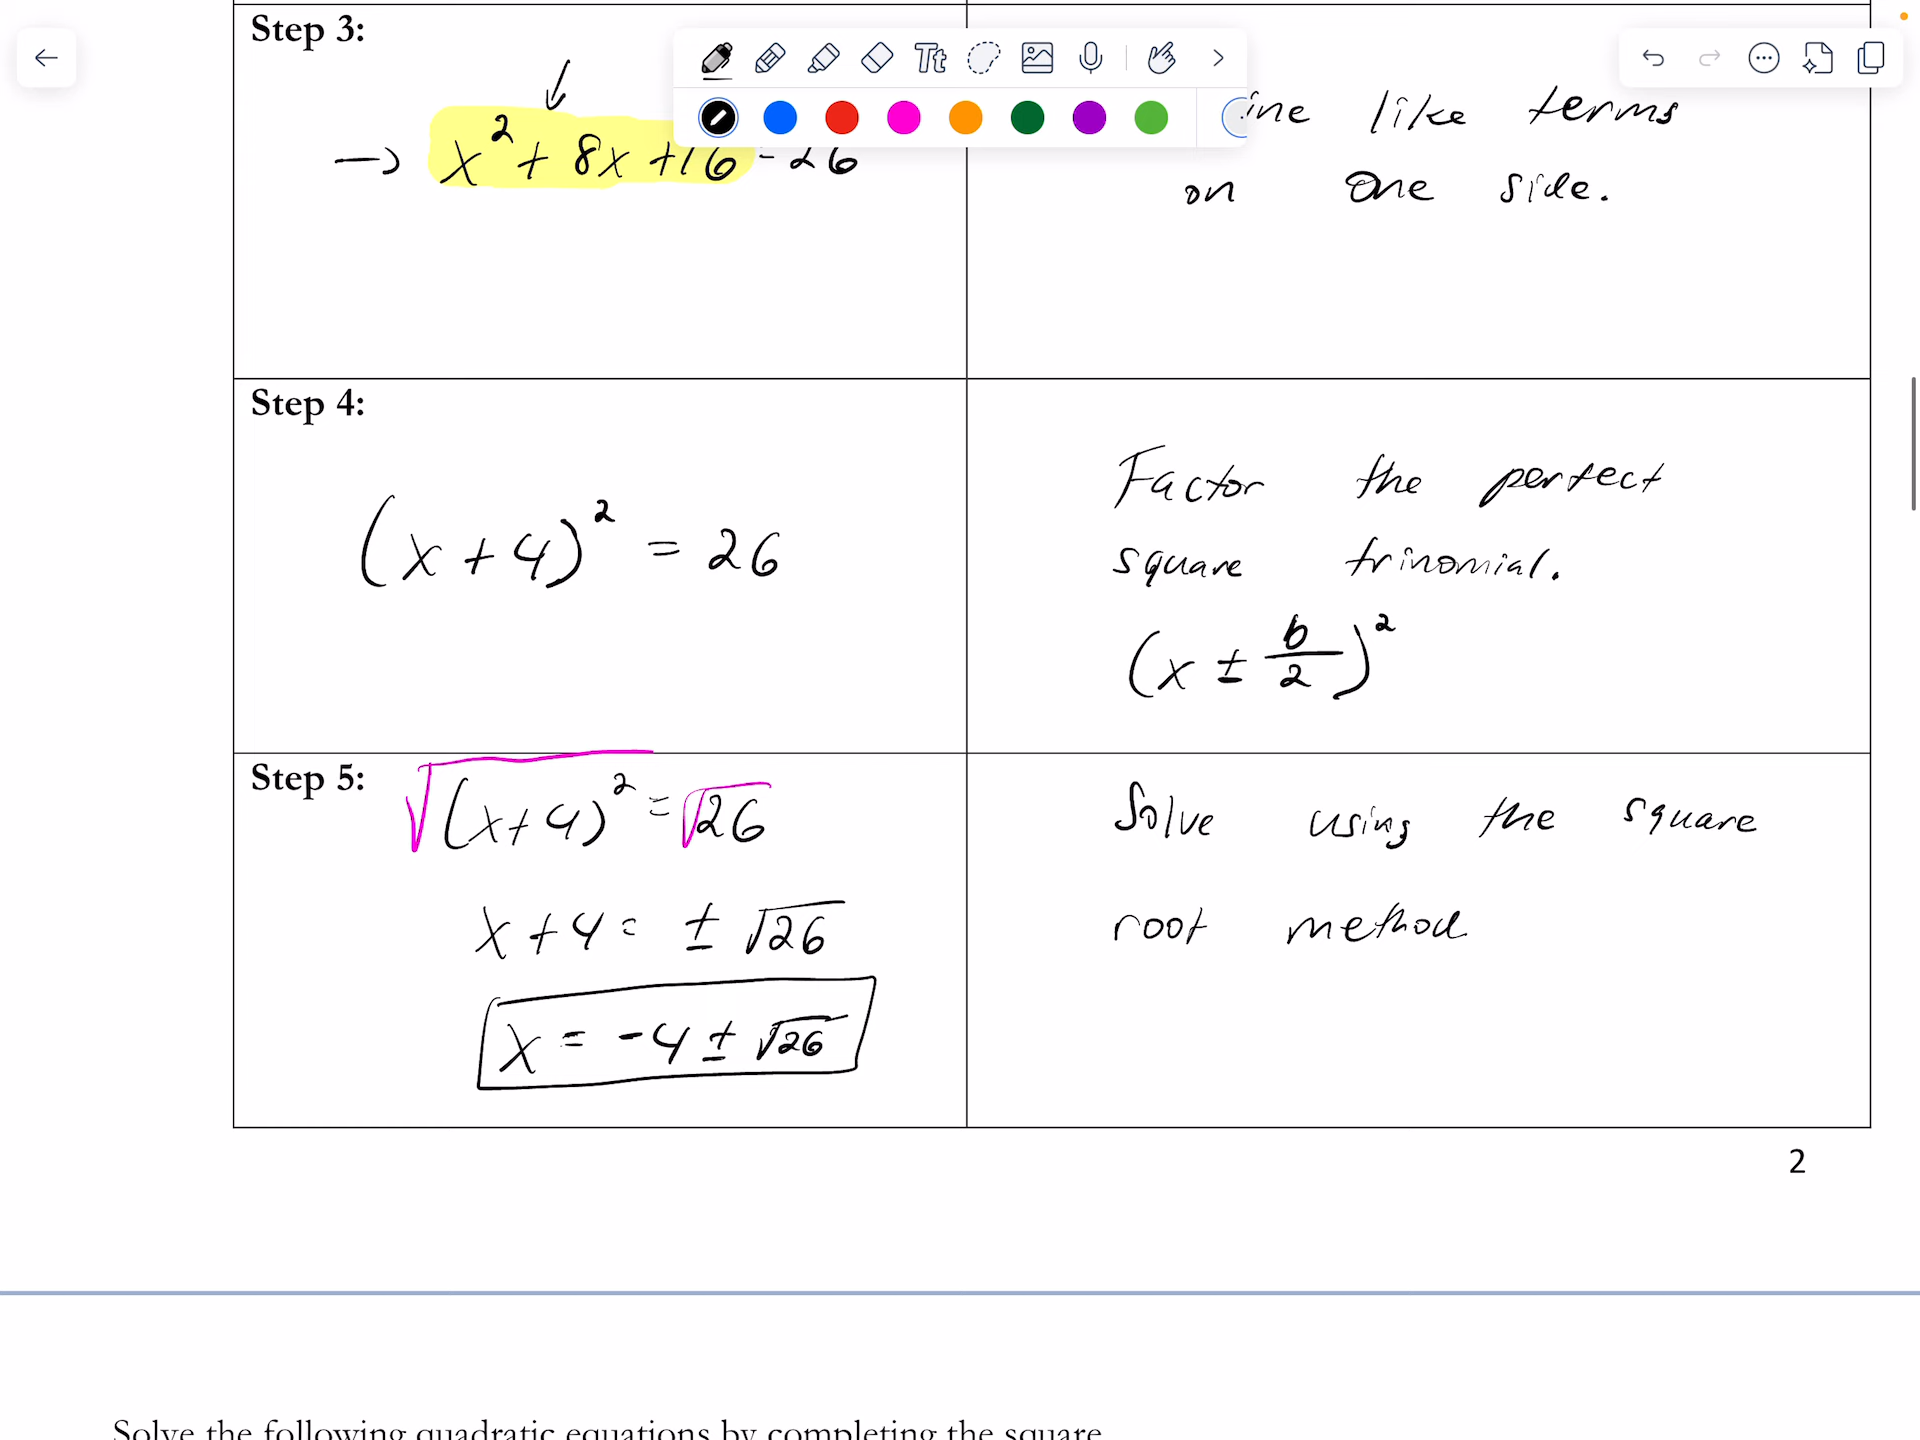 Step 3:
Tt
→ x² + 8x + 16 = 26
ine like terms
on one side.
Step 4:
(x + 4)² = 26
Factor the perfect
square trinomial.
(x ± b/2)²
Step 5:
√(x+4)² = √26
x + 4 = ± √26
x = -4 ± √26
Solve using the square
root method
2
Solve the following quadratic equations by completing the square